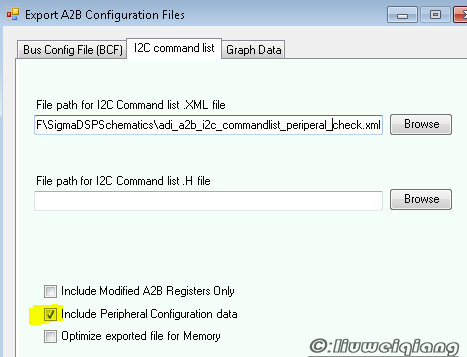 Export A2B Configuration Files
Bus Config File (BCF) I2C command list Graph Data
File path for I2C Command list .XML file
F\SigmaDSPSchematics\adi_a2b_i2c_commandlist_periperal_check.xml Browse
File path for I2C Command list .H file
Browse
Include Modified A2B Registers Only
Include Peripheral Configuration data
Optimize exported file for Memory
©:liuweiqiang